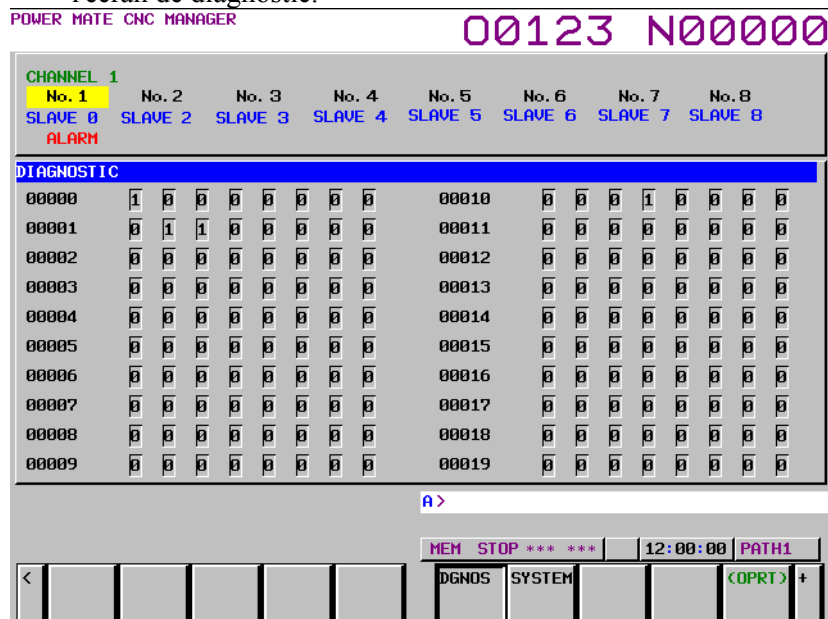 l'écran de diagnostic.
POWER MATE CNC MANAGER O0123 N00000
CHANNEL 1
No. 1 No. 2 No. 3 No. 4 No. 5 No. 6 No. 7 No. 8
SLAVE 0 SLAVE 2 SLAVE 3 SLAVE 4 SLAVE 5 SLAVE 6 SLAVE 7 SLAVE 8
ALARM
DIAGNOSTIC
00000 1 0 0 0 0 0 0 0 00010 0 0 0 1 0 0 0 0
00001 0 1 1 0 0 0 0 0 00011 0 0 0 0 0 0 0 0
00002 0 0 0 0 0 0 0 0 00012 0 0 0 0 0 0 0 0
00003 0 0 0 0 0 0 0 0 00013 0 0 0 0 0 0 0 0
00004 0 0 0 0 0 0 0 0 00014 0 0 0 0 0 0 0 0
00005 0 0 0 0 0 0 0 0 00015 0 0 0 0 0 0 0 0
00006 0 0 0 0 0 0 0 0 00016 0 0 0 0 0 0 0 0
00007 0 0 0 0 0 0 0 0 00017 0 0 0 0 0 0 0 0
00008 0 0 0 0 0 0 0 0 00018 0 0 0 0 0 0 0 0
00009 0 0 0 0 0 0 0 0 00019 0 0 0 0 0 0 0 0
A>
MEM STOP *** *** 12:00:00 PATH1
< DGNOS SYSTEM (OPRT) +